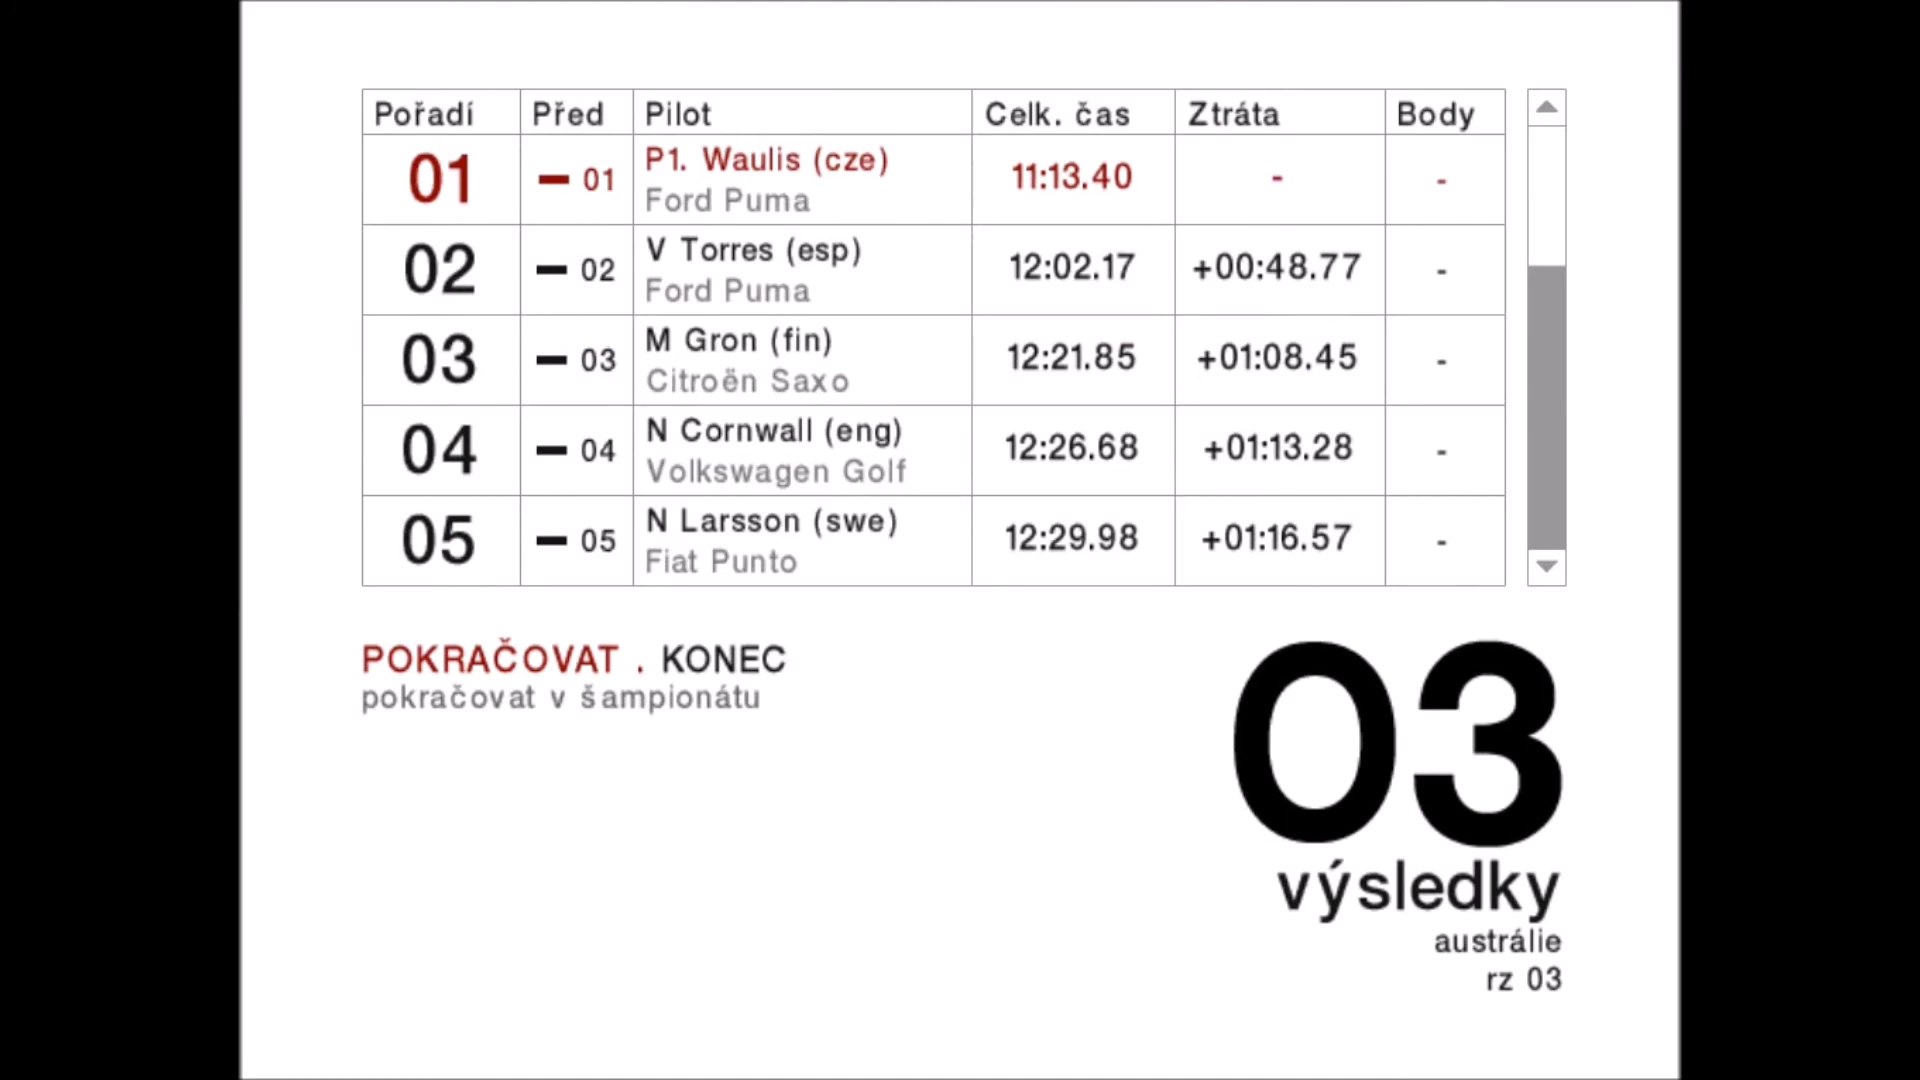 Pořadí Před Pilot Celk. čas Ztráta Body
01 – 01 P1. Waulis (cze) 11:13.40 - -
Ford Puma
02 – 02 V Torres (esp) 12:02.17 +00:48.77 -
Ford Puma
03 – 03 M Gron (fin) 12:21.85 +01:08.45 -
Citroën Saxo
04 – 04 N Cornwall (eng) 12:26.68 +01:13.28 -
Volkswagen Golf
05 – 05 N Larsson (swe) 12:29.98 +01:16.57 -
Fiat Punto
POKRAČOVAT . KONEC
pokračovat v šampionátu
03
výsledky
austrálie
rz 03